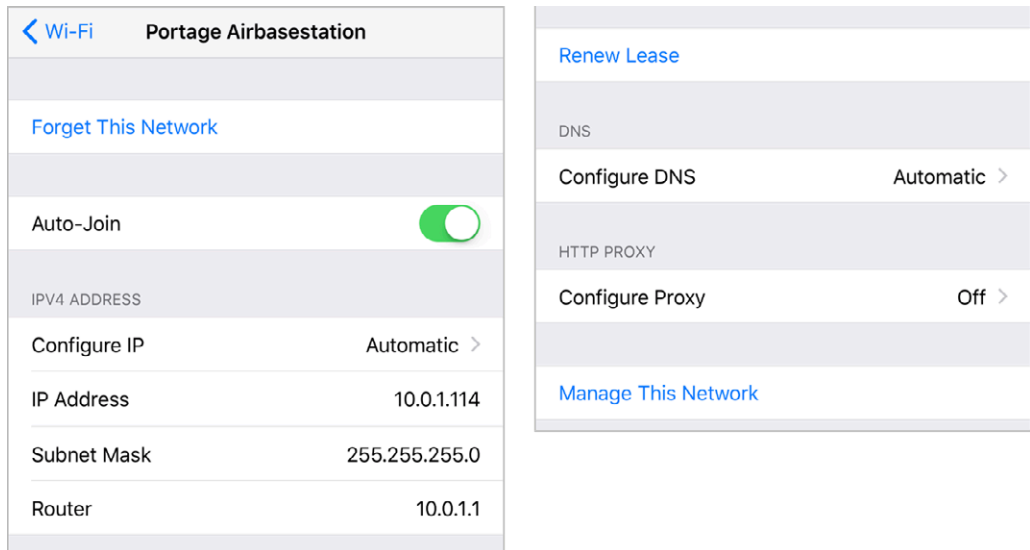 Wi-Fi Portage Airbasestation
Forget This Network
Auto-Join
IPV4 ADDRESS
Configure IP Automatic
IP Address 10.0.1.114
Subnet Mask 255.255.255.0
Router 10.0.1.1
Renew Lease
DNS
Configure DNS Automatic
HTTP PROXY
Configure Proxy Off
Manage This Network